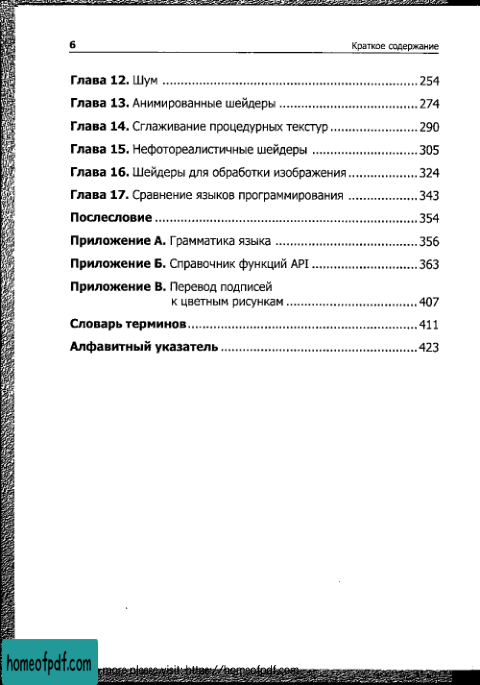 6 Краткое содержание
Глава 12. Шум ........ 254
Глава 13. Анимированные шейдеры ........ 274
Глава 14. Сглаживание процедурных текстур ........ 290
Глава 15. Нефотореалистичные шейдеры ........ 305
Глава 16. Шейдеры для обработки изображения ........ 324
Глава 17. Сравнение языков программирования ........ 343
Послесловие ........ 354
Приложение А. Грамматика языка ........ 356
Приложение Б. Справочник функций API ........ 363
Приложение В. Перевод подписей
к цветным рисункам ........ 407
Словарь терминов ........ 411
Алфавитный указатель ........ 423
homeofpdf.com
more please visit: https://homeofpdf.com